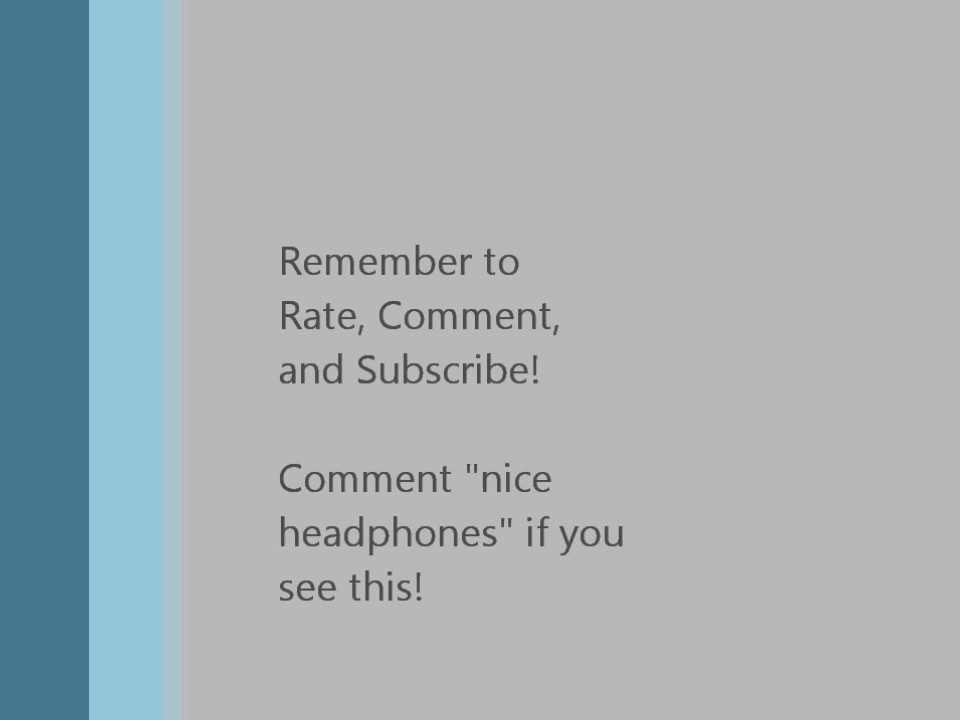 Remember to
Rate, Comment,
and Subscribe!
Comment "nice
headphones" if you
see this!